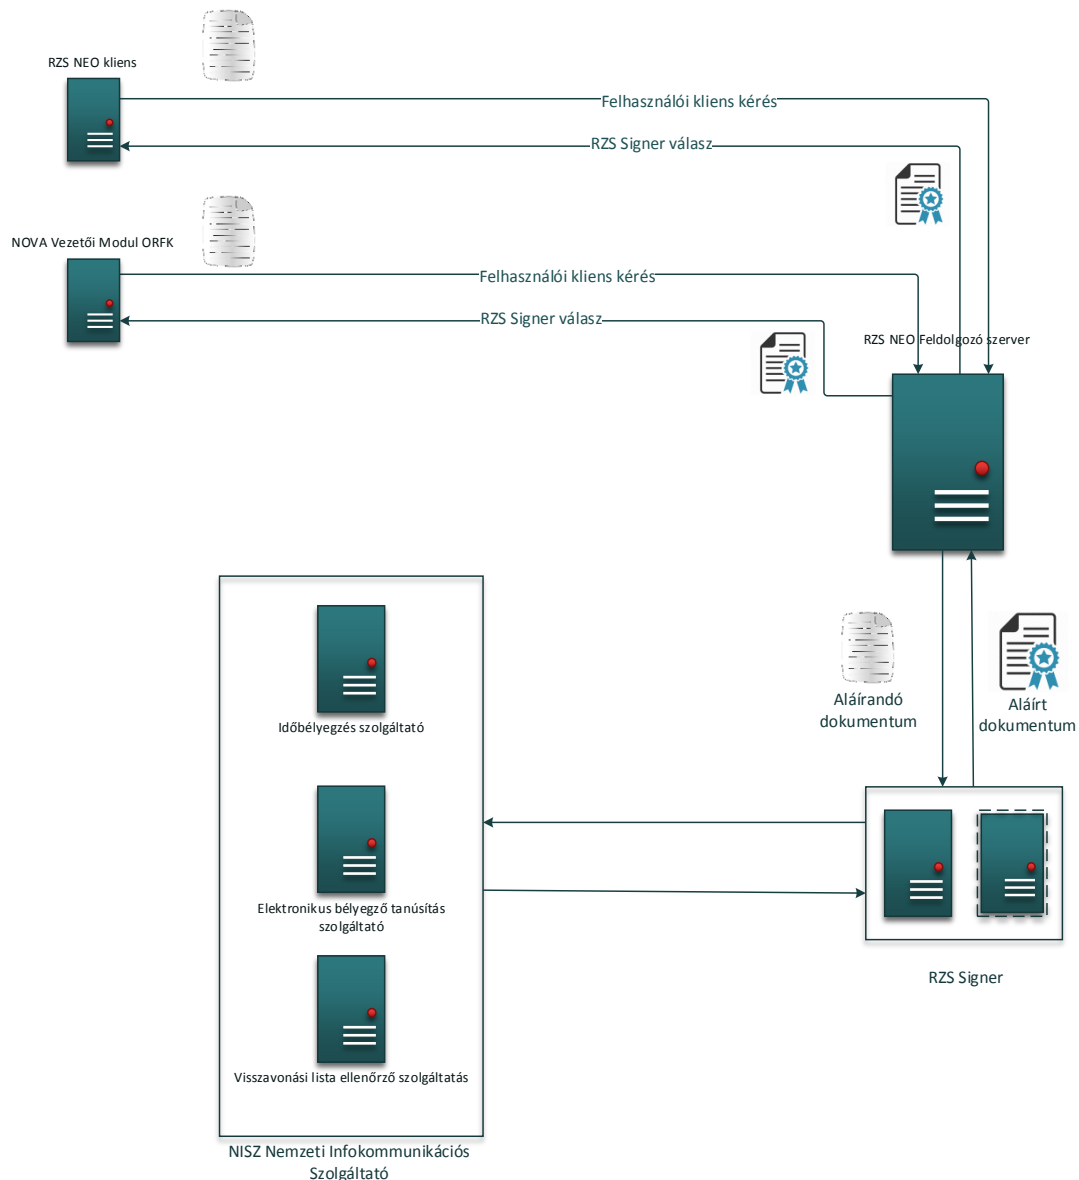 RZS NEO kliens
Felhasználói kliens kérés
RZS Signer válasz
NOVA Vezetői Modul ORFK
Felhasználói kliens kérés
RZS Signer válasz
RZS NEO Feldolgozó szerver
Aláírandó
dokumentum
Aláírt
dokumentum
Időbélyegzés szolgáltató
Elektronikus bélyegző tanúsítás
szolgáltató
RZS Signer
Visszavonási lista ellenőrző szolgáltatás
NISZ Nemzeti Infokommunikációs
Szolgáltató